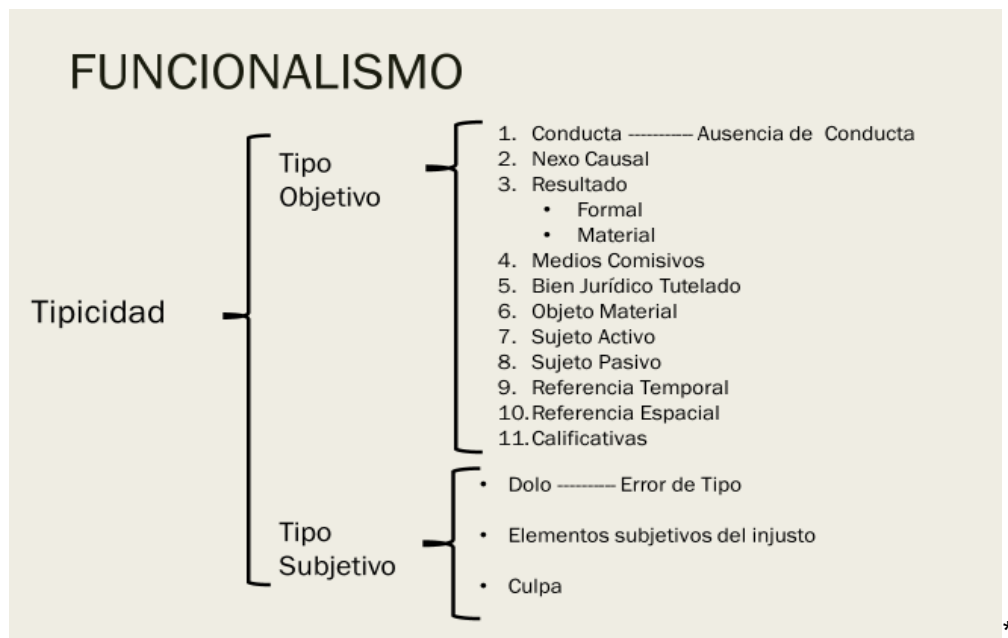 FUNCIONALISMO
Tipicidad
Tipo
Objetivo
1. Conducta ---------- Ausencia de Conducta
2. Nexo Causal
3. Resultado
• Formal
• Material
4. Medios Comisivos
5. Bien Jurídico Tutelado
6. Objeto Material
7. Sujeto Activo
8. Sujeto Pasivo
9. Referencia Temporal
10. Referencia Espacial
11. Calificativas
Tipo
Subjetivo
• Dolo ---------- Error de Tipo
• Elementos subjetivos del injusto
• Culpa